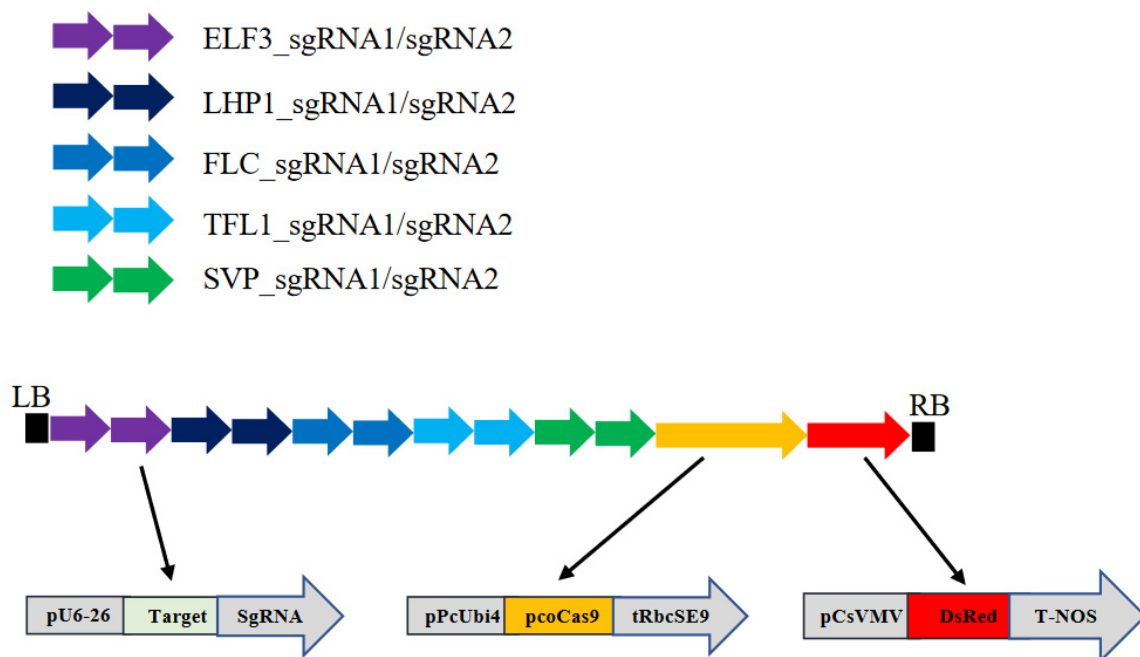 ELF3_sgRNA1/sgRNA2
LHP1_sgRNA1/sgRNA2
FLC_sgRNA1/sgRNA2
TFL1_sgRNA1/sgRNA2
SVP_sgRNA1/sgRNA2
LB RB
pU6-26 Target SgRNA pPcUbi4 pcoCas9 tRbcSE9 pCsVMV DsRed T-NOS